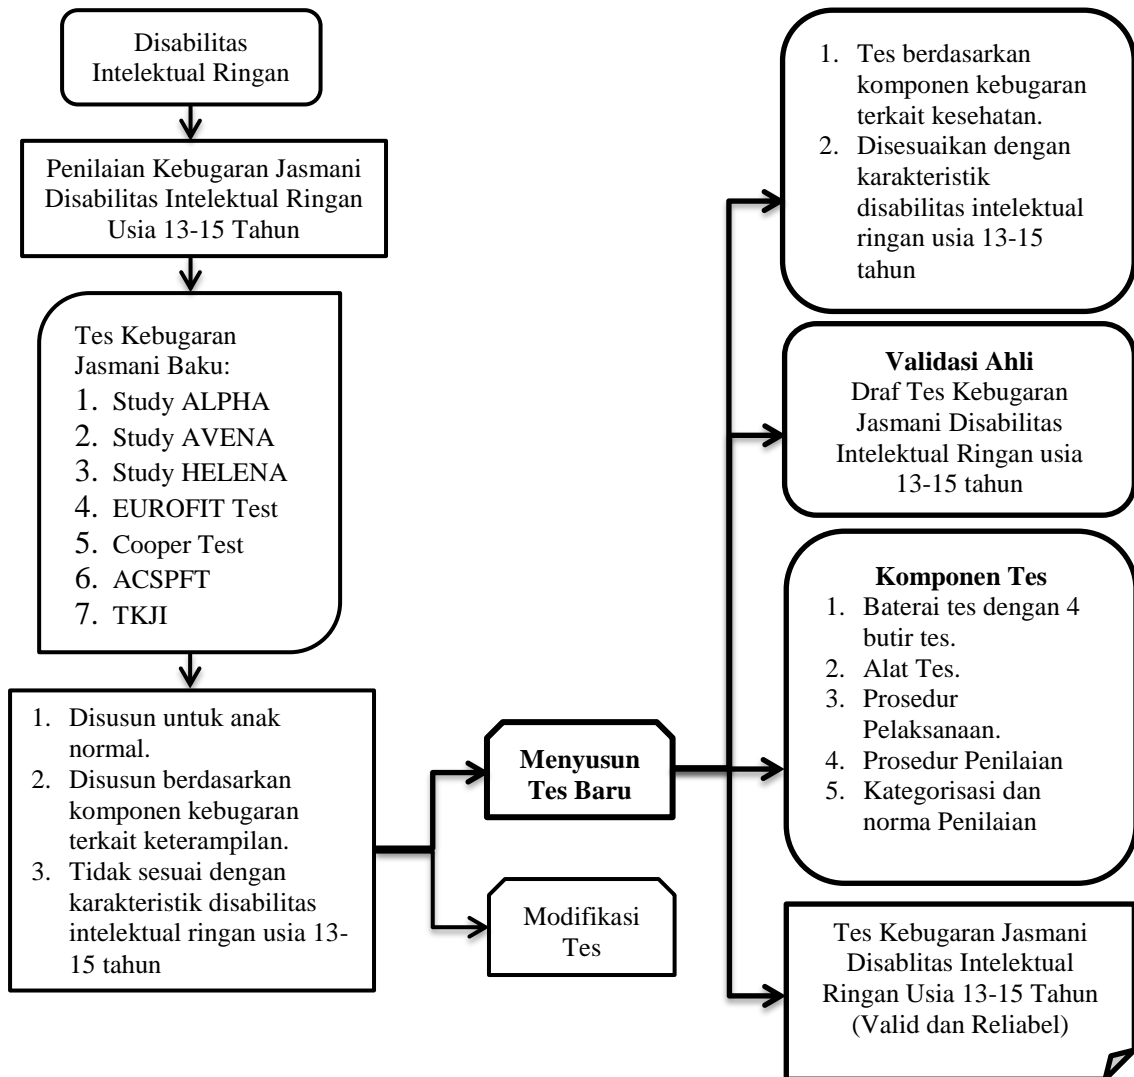 Disabilitas
Intelektual Ringan
Penilaian Kebugaran Jasmani
Disabilitas Intelektual Ringan
Usia 13-15 Tahun
Tes Kebugaran
Jasmani Baku:
1. Study ALPHA
2. Study AVENA
3. Study HELENA
4. EUROFIT Test
5. Cooper Test
6. ACSPFT
7. TKJI
1. Disusun untuk anak
normal.
2. Disusun berdasarkan
komponen kebugaran
terkait keterampilan.
3. Tidak sesuai dengan
karakteristik disabilitas
intelektual ringan usia 13-
15 tahun
Menyusun
Tes Baru
Modifikasi
Tes
1. Tes berdasarkan
komponen kebugaran
terkait kesehatan.
2. Disesuaikan dengan
karakteristik
disabilitas intelektual
ringan usia 13-15
tahun
Validasi Ahli
Draf Tes Kebugaran
Jasmani Disabilitas
Intelektual Ringan usia
13-15 tahun
Komponen Tes
1. Baterai tes dengan 4
butir tes.
2. Alat Tes.
3. Prosedur
Pelaksanaan.
4. Prosedur Penilaian
5. Kategorisasi dan
norma Penilaian
Tes Kebugaran Jasmani
Disablitas Intelektual
Ringan Usia 13-15 Tahun
(Valid dan Reliabel)